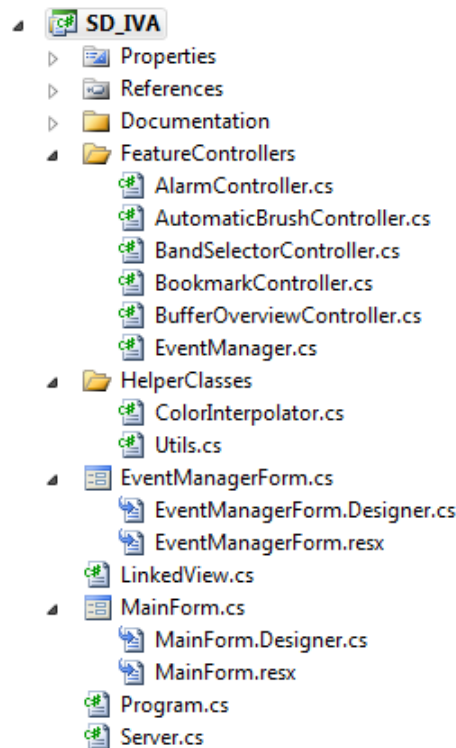 SD_IVA
Properties
References
Documentation
FeatureControllers
AlarmController.cs
AutomaticBrushController.cs
BandSelectorController.cs
BookmarkController.cs
BufferOverviewController.cs
EventManager.cs
HelperClasses
ColorInterpolator.cs
Utils.cs
EventManagerForm.cs
EventManagerForm.Designer.cs
EventManagerForm.resx
LinkedView.cs
MainForm.cs
MainForm.Designer.cs
MainForm.resx
Program.cs
Server.cs